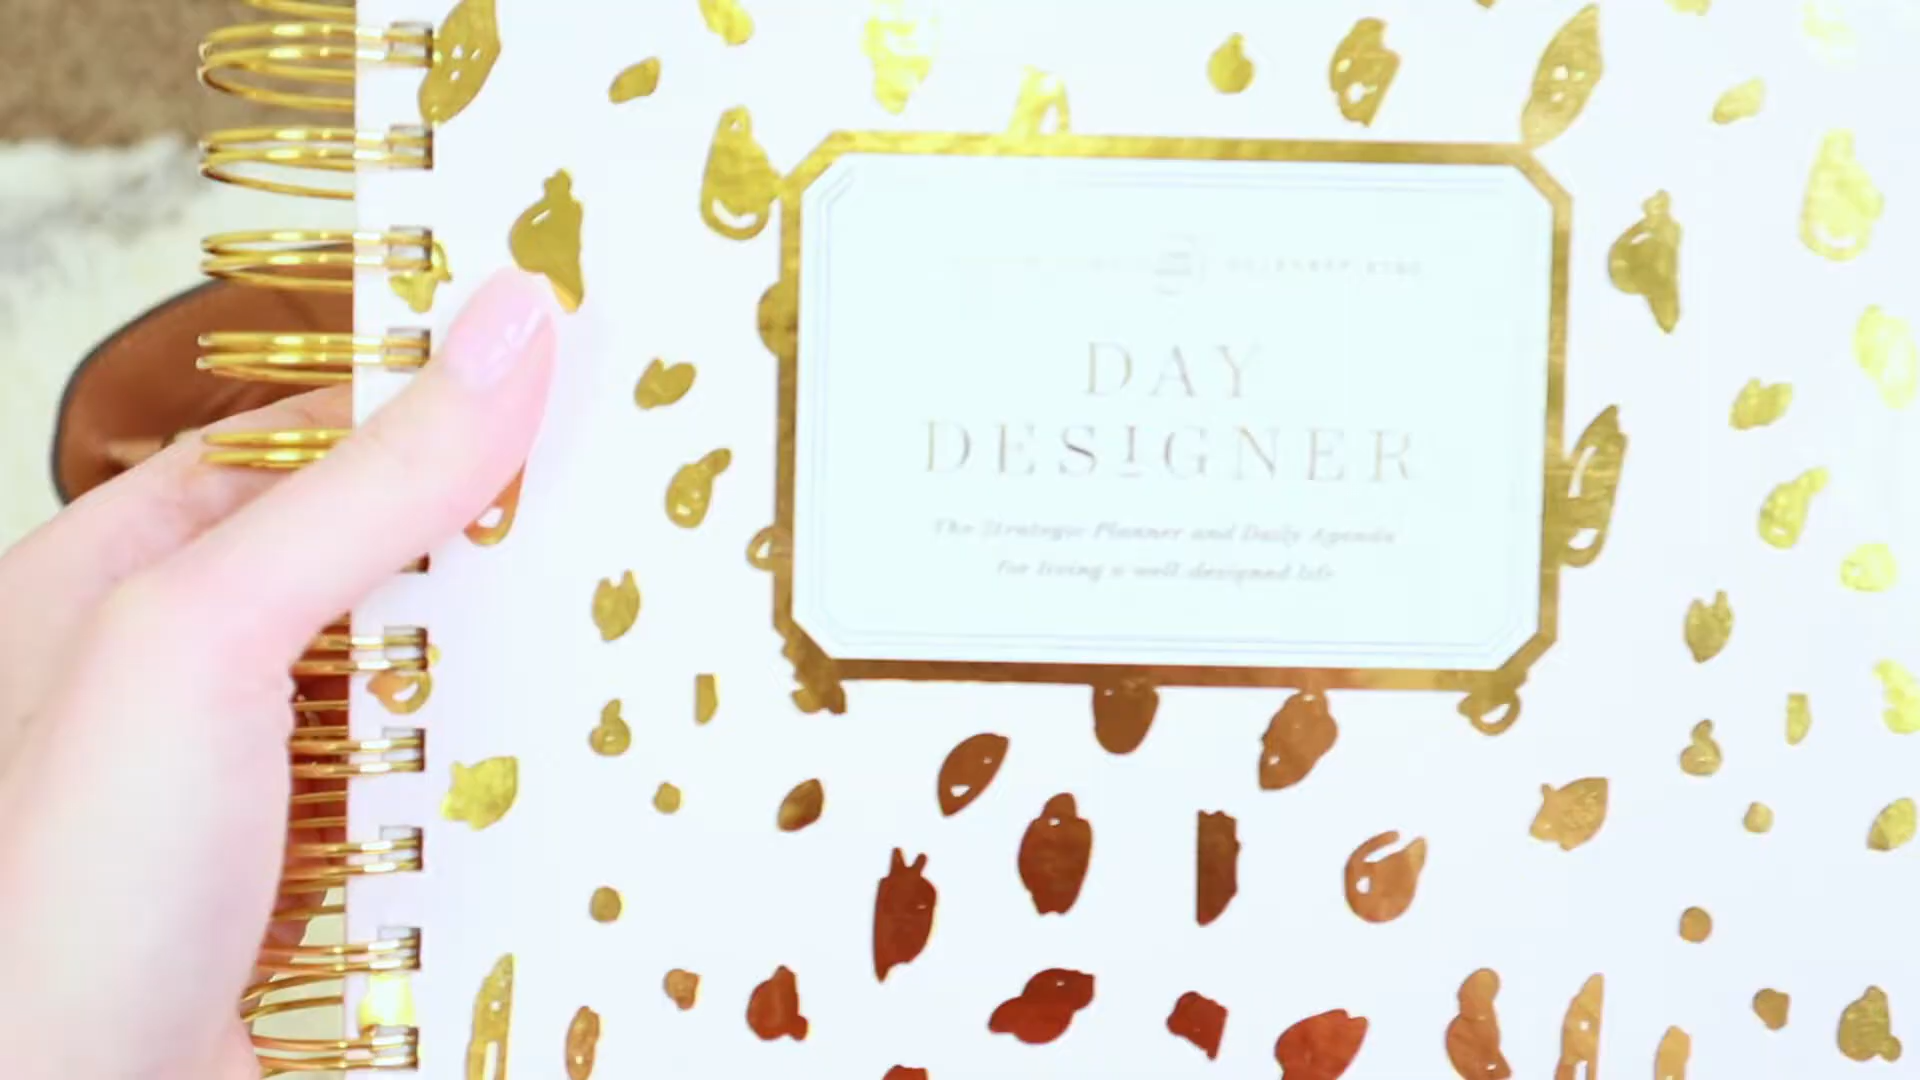 DAY
DESIGNER
The Strategic Planner and Daily Agenda
for living a well designed life